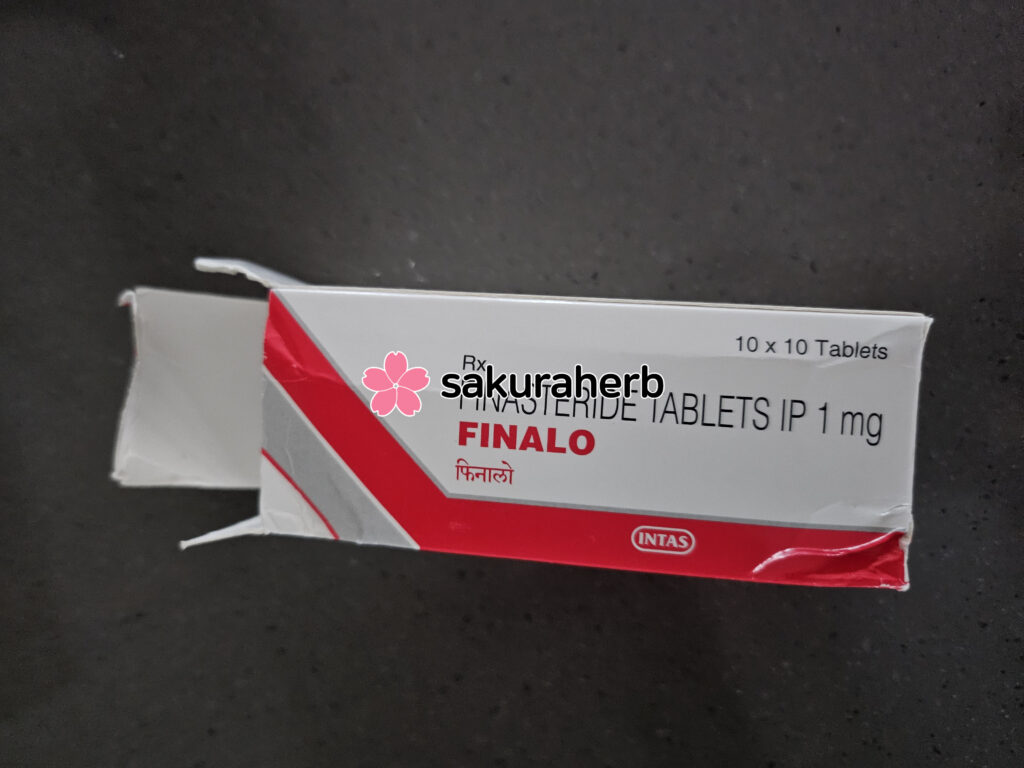 10 x 10 Tablets
Rx
sakuraherb
FINASTERIDE TABLETS IP 1 mg
FINALO
फिनालो
INTAS